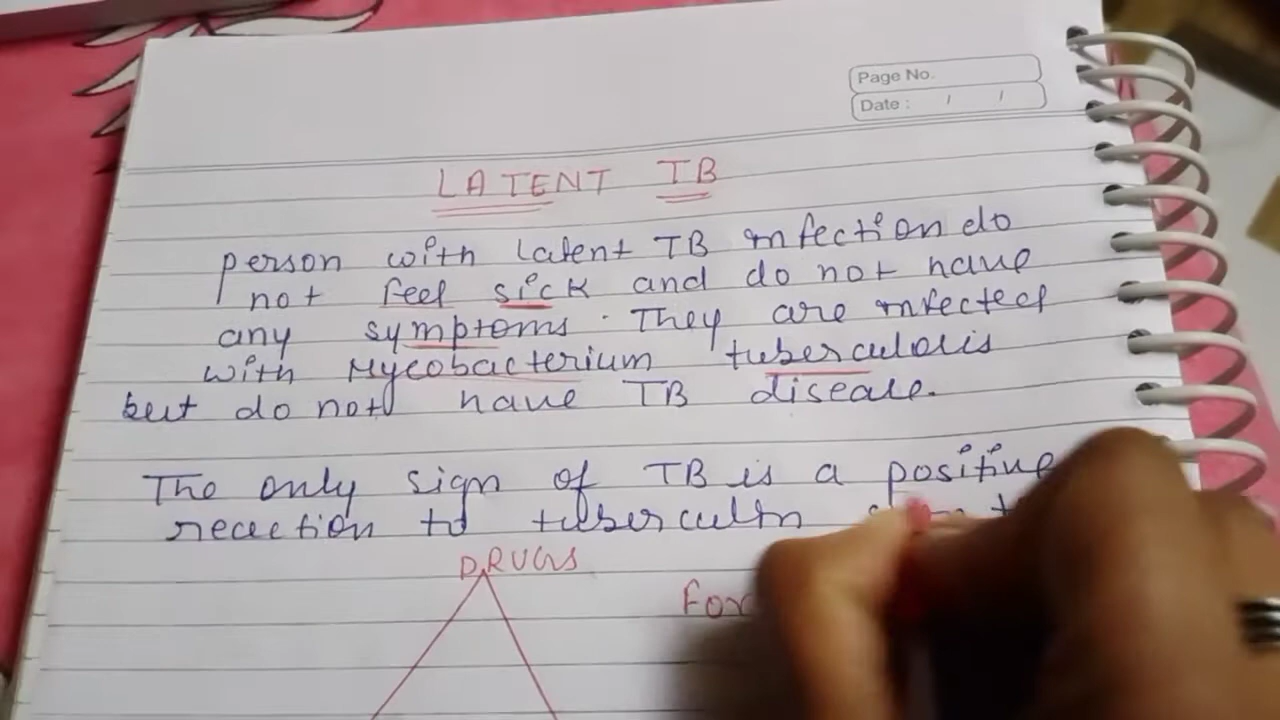 Page No.
Date : / /
LATENT TB
person with latent TB infection do
not feel sick and do not have
any symptoms. They are infected
with Mycobacterium tuberculosis
but do not have TB disease.
The only sign of TB is a positive
reaction to tuberculin
DRUGS
For